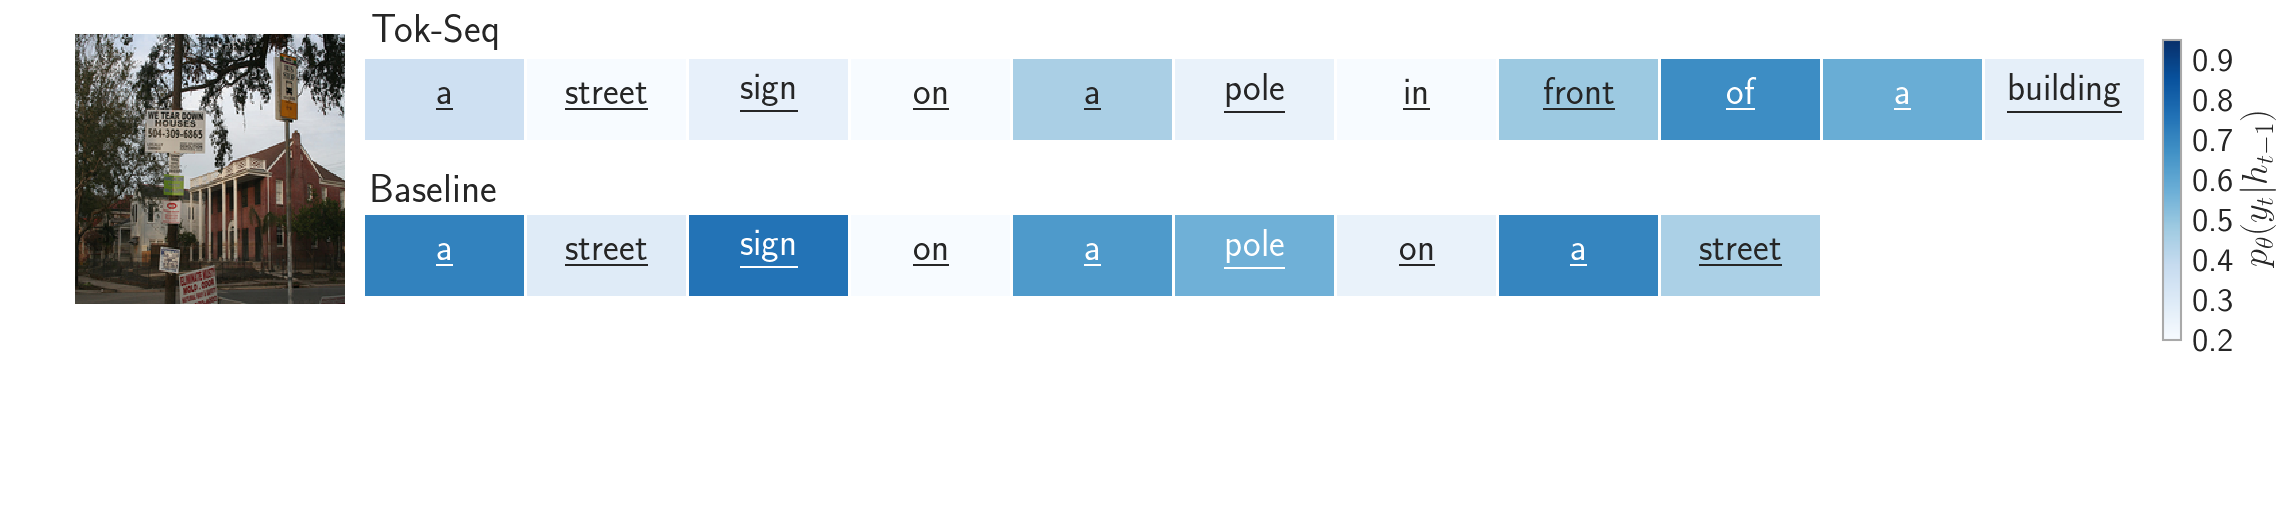 Tok-Seq
a street sign on a pole in front of a building
Baseline
a street sign on a pole on a street
WE TEAR DOWN
HOUSES
504-309-6865
0.9
0.8
0.7
0.6
0.5
0.4
0.3
0.2
p_θ(y_t|h_{t−1})